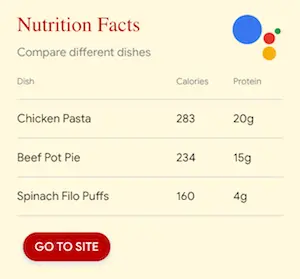 Nutrition Facts
Compare different dishes
Dish Calories Protein
Chicken Pasta 283 20g
Beef Pot Pie 234 15g
Spinach Filo Puffs 160 4g
GO TO SITE